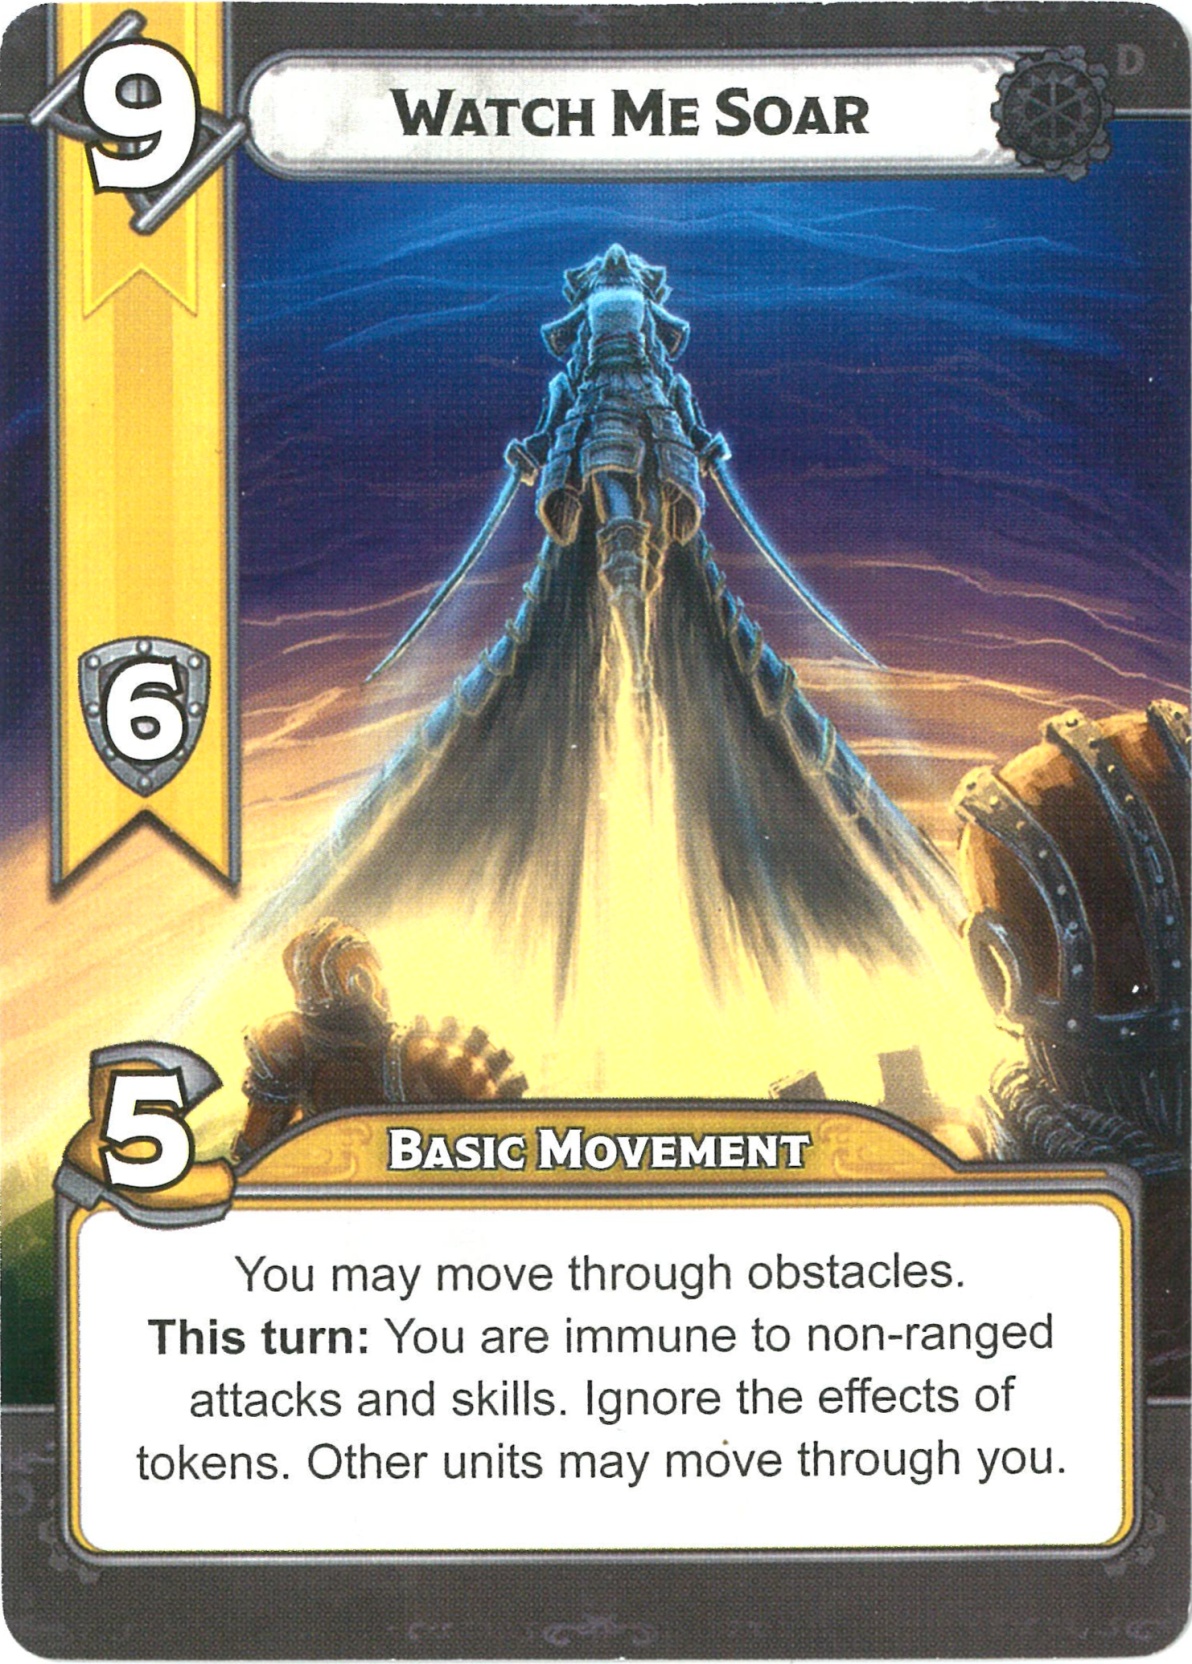 9
WATCH ME SOAR
D
6
5
BASIC MOVEMENT
You may move through obstacles.
This turn: You are immune to non-ranged
attacks and skills. Ignore the effects of
tokens. Other units may move through you.